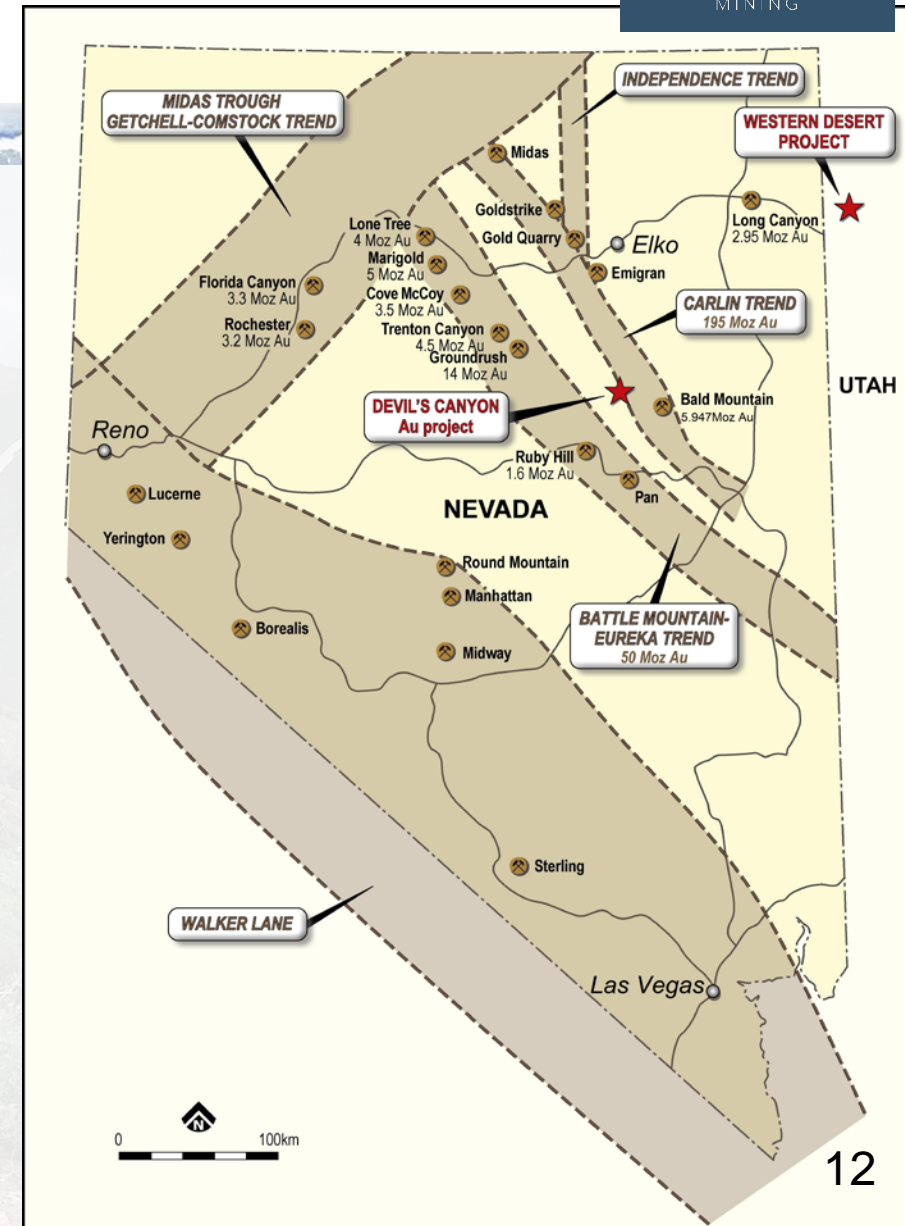 MINING
INDEPENDENCE TREND
MIDAS TROUGH
GETCHELL-COMSTOCK TREND
WESTERN DESERT
PROJECT
Midas
Goldstrike
Long Canyon
2.95 Moz Au
Lone Tree
4 Moz Au
Gold Quarry
Elko
Marigold
5 Moz Au
Emigran
Florida Canyon
3.3 Moz Au
Cove McCoy
3.5 Moz Au
CARLIN TREND
195 Moz Au
Rochester
3.2 Moz Au
Trenton Canyon
4.5 Moz Au
Groundrush
14 Moz Au
UTAH
DEVIL'S CANYON
Au project
Bald Mountain
5.947Moz Au
Reno
Ruby Hill
1.6 Moz Au
Pan
Lucerne
NEVADA
Yerington
Round Mountain
Manhattan
Borealis
Midway
BATTLE MOUNTAIN-
EUREKA TREND
50 Moz Au
Sterling
WALKER LANE
Las Vegas
N
0 100km
12